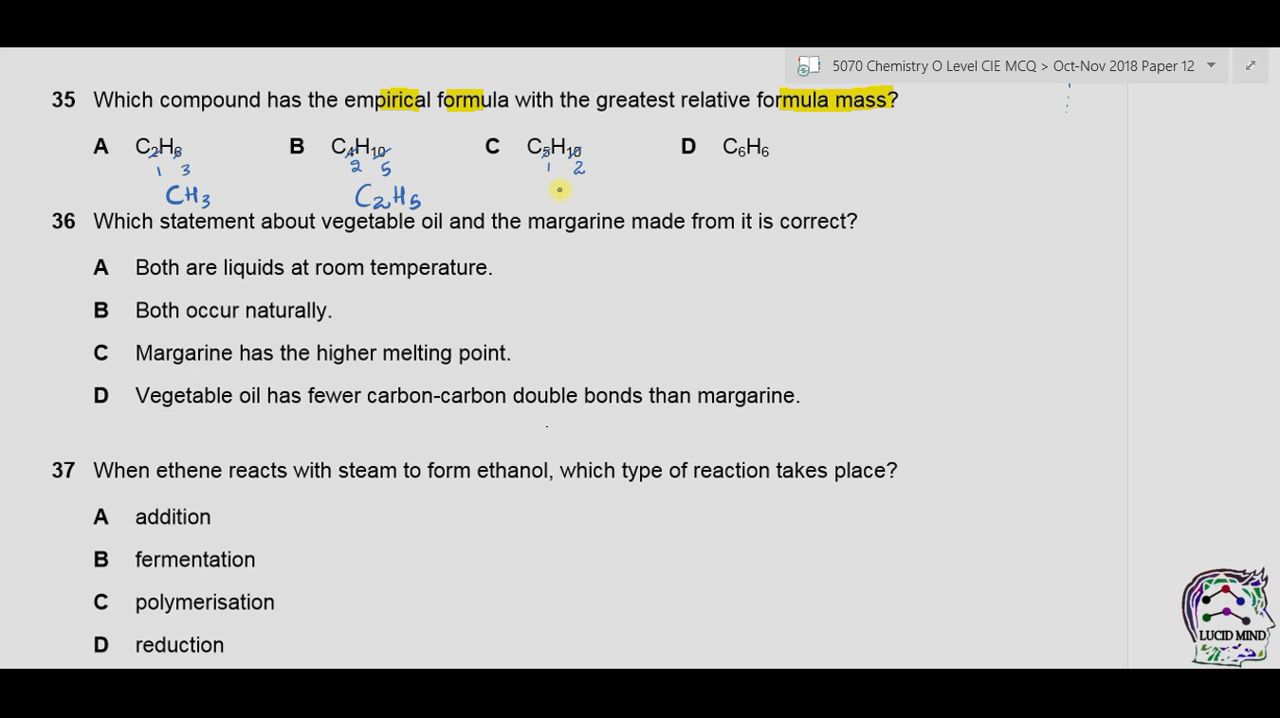 5070 Chemistry O Level CIE MCQ > Oct-Nov 2018 Paper 12
35 Which compound has the empirical formula with the greatest relative formula mass?
A C₂H₆ B C₄H₁₀ C C₅H₁₀ D C₆H₆
1 3 2 5 1 2
CH₃ C₂H₅
36 Which statement about vegetable oil and the margarine made from it is correct?
A Both are liquids at room temperature.
B Both occur naturally.
C Margarine has the higher melting point.
D Vegetable oil has fewer carbon-carbon double bonds than margarine.
37 When ethene reacts with steam to form ethanol, which type of reaction takes place?
A addition
B fermentation
C polymerisation
D reduction
LUCID MIND